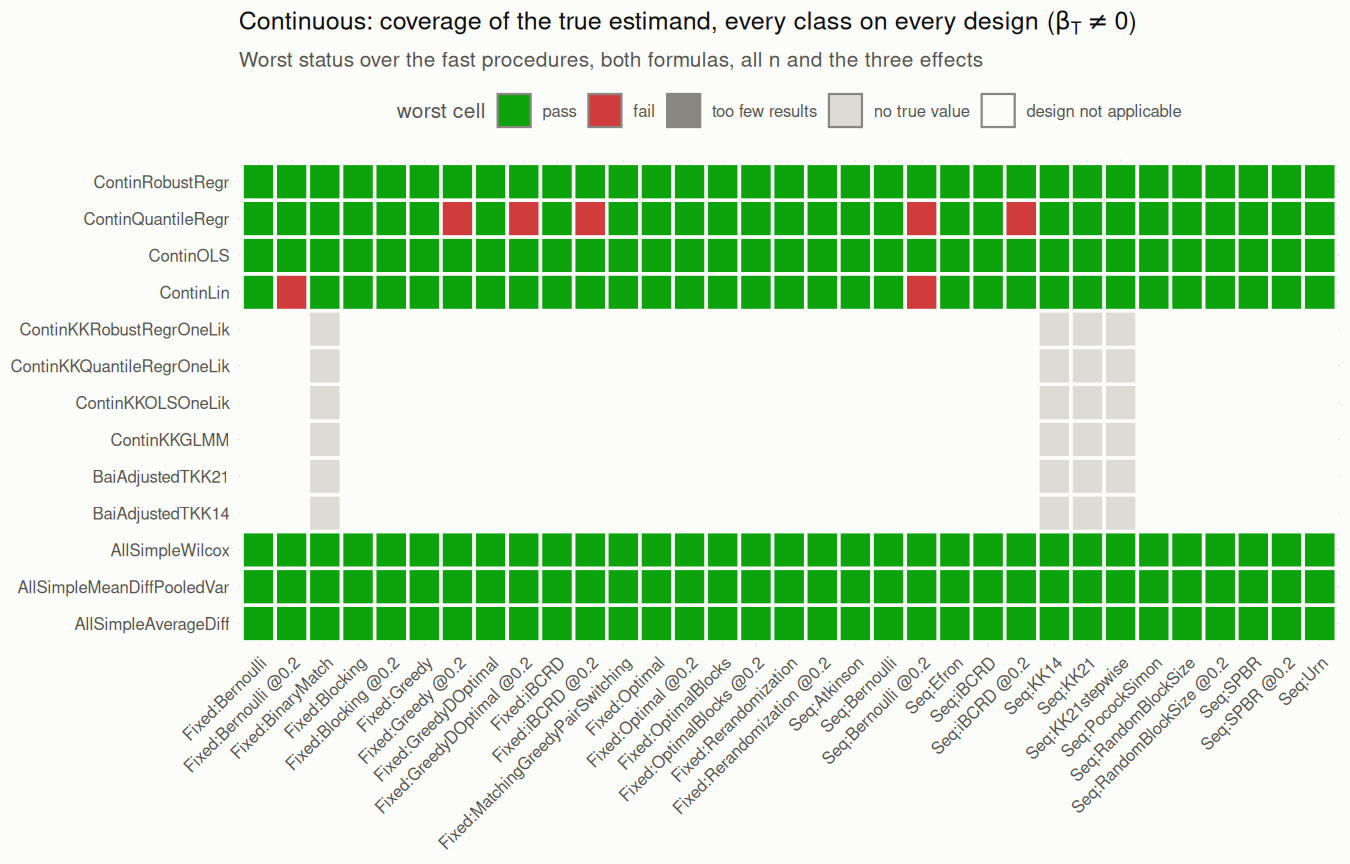 Continuous: coverage of the true estimand, every class on every design (βT ≠ 0)
Worst status over the fast procedures, both formulas, all n and the three effects
worst cell pass fail too few results no true value design not applicable
ContinRobustRegr
ContinQuantileRegr
ContinOLS
ContinLin
ContinKKRobustRegrOneLik
ContinKKQuantileRegrOneLik
ContinKKOLSOneLik
ContinKKGLMM
BaiAdjustedTKK21
BaiAdjustedTKK14
AllSimpleWilcox
AllSimpleMeanDiffPooledVar
AllSimpleAverageDiff
Fixed:Bernoulli
Fixed:Bernoulli @0.2
Fixed:BinaryMatch
Fixed:Blocking
Fixed:Blocking @0.2
Fixed:Greedy
Fixed:Greedy @0.2
Fixed:GreedyDOptimal
Fixed:GreedyDOptimal @0.2
Fixed:iBCRD
Fixed:iBCRD @0.2
Fixed:MatchingGreedyPairSwitching
Fixed:Optimal
Fixed:Optimal @0.2
Fixed:OptimalBlocks
Fixed:OptimalBlocks @0.2
Fixed:Rerandomization
Fixed:Rerandomization @0.2
Seq:Atkinson
Seq:Bernoulli
Seq:Bernoulli @0.2
Seq:Efron
Seq:iBCRD
Seq:iBCRD @0.2
Seq:KK14
Seq:KK21
Seq:KK21stepwise
Seq:PocockSimon
Seq:RandomBlockSize
Seq:RandomBlockSize @0.2
Seq:SPBR
Seq:SPBR @0.2
Seq:Urn